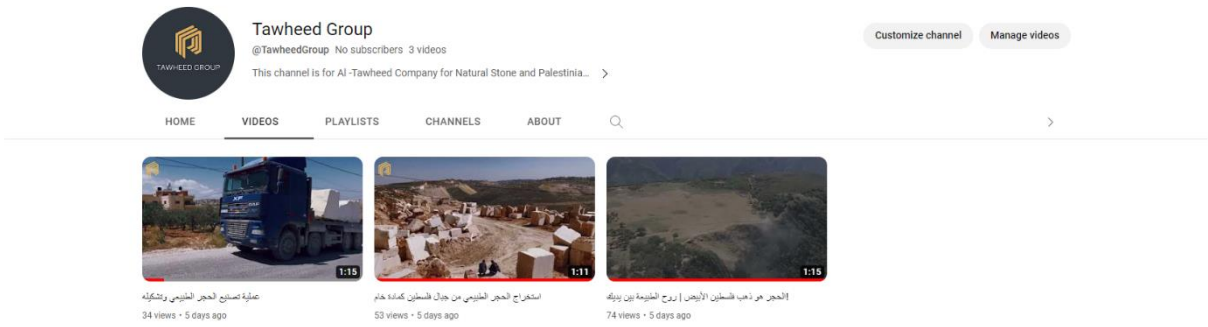 TAWHEED GROUP
Tawheed Group
@TawheedGroup No subscribers 3 videos
This channel is for Al -Tawheed Company for Natural Stone and Palestinia...
Customize channel
Manage videos
HOME VIDEOS PLAYLISTS CHANNELS ABOUT
1:15
1:11
1:15
عملية تصنيع الحجر الطبيعي وتشكيله
34 views • 5 days ago
استخراج الحجر الطبيعي من جبال فلسطين كمادة خام
53 views • 5 days ago
!الحجر هو ذهب فلسطين الأبيض | روح الطبيعة بين يديك
74 views • 5 days ago